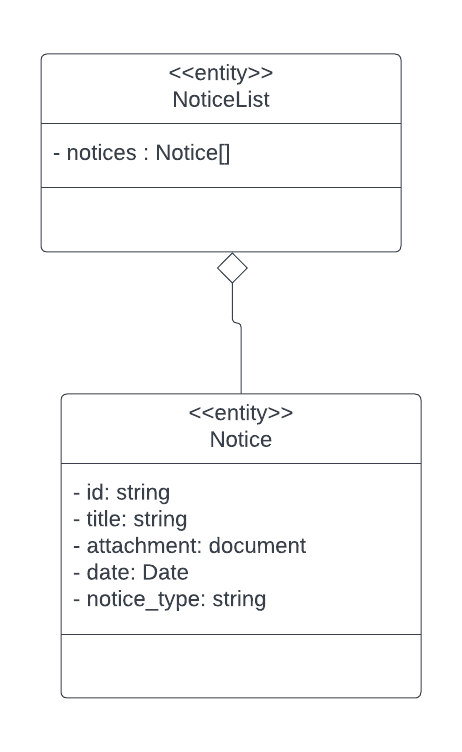 <<entity>>
NoticeList
- notices : Notice[]
<<entity>>
Notice
- id: string
- title: string
- attachment: document
- date: Date
- notice_type: string